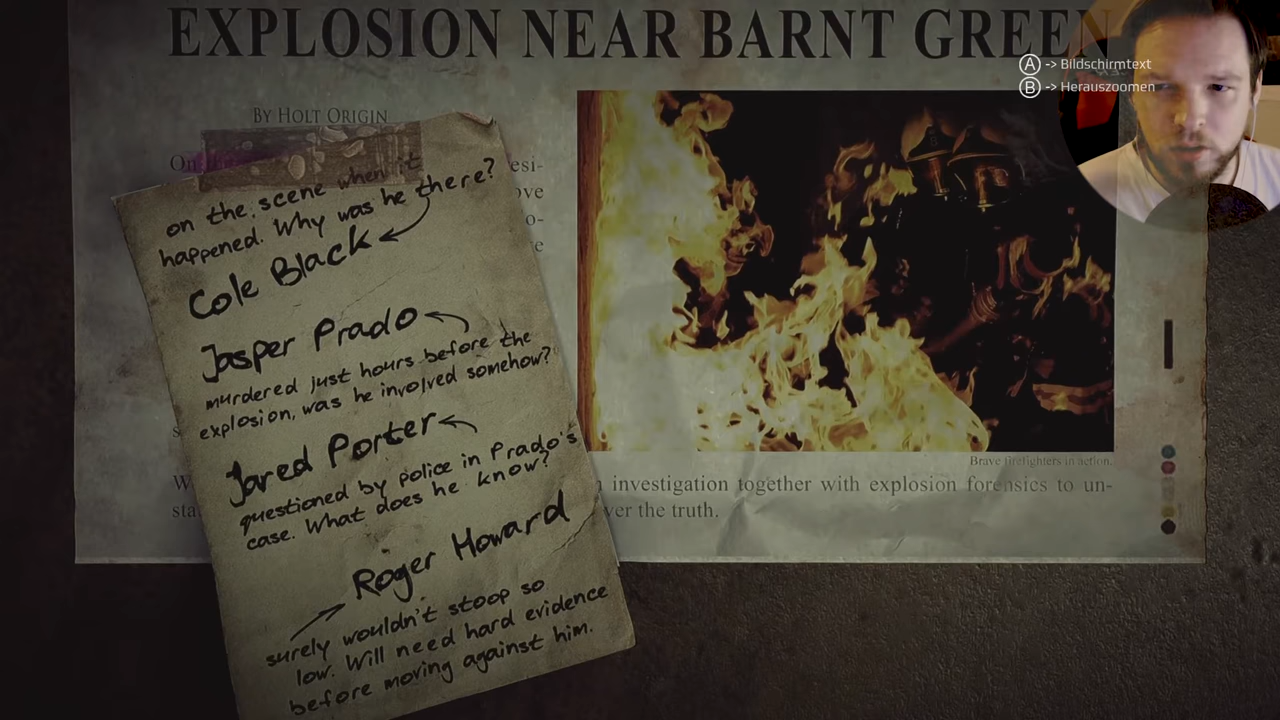 EXPLOSION NEAR BARNT GREEN
A -> Bildschirmtext
B -> Herauszoomen
BY HOLT ORIGIN
on the scene when it
happened. Why was he there?
Cole Black
Jasper Prado
murdered just hours before the
explosion, was he involved somehow?
Jared Porter
questioned by police in Prado's
case. What does he know?
Roger Howard
surely wouldn't stoop so
low. Will need hard evidence
before moving against him.
Brave firefighters in action.
investigation together with explosion forensics to un-
the truth.